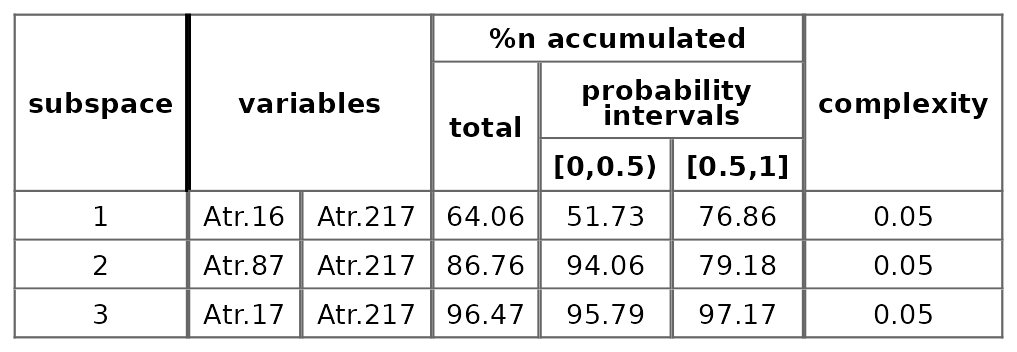 %n accumulated
subspace variables total probability intervals complexity
[0,0.5) [0.5,1]
1 Atr.16 Atr.217 64.06 51.73 76.86 0.05
2 Atr.87 Atr.217 86.76 94.06 79.18 0.05
3 Atr.17 Atr.217 96.47 95.79 97.17 0.05